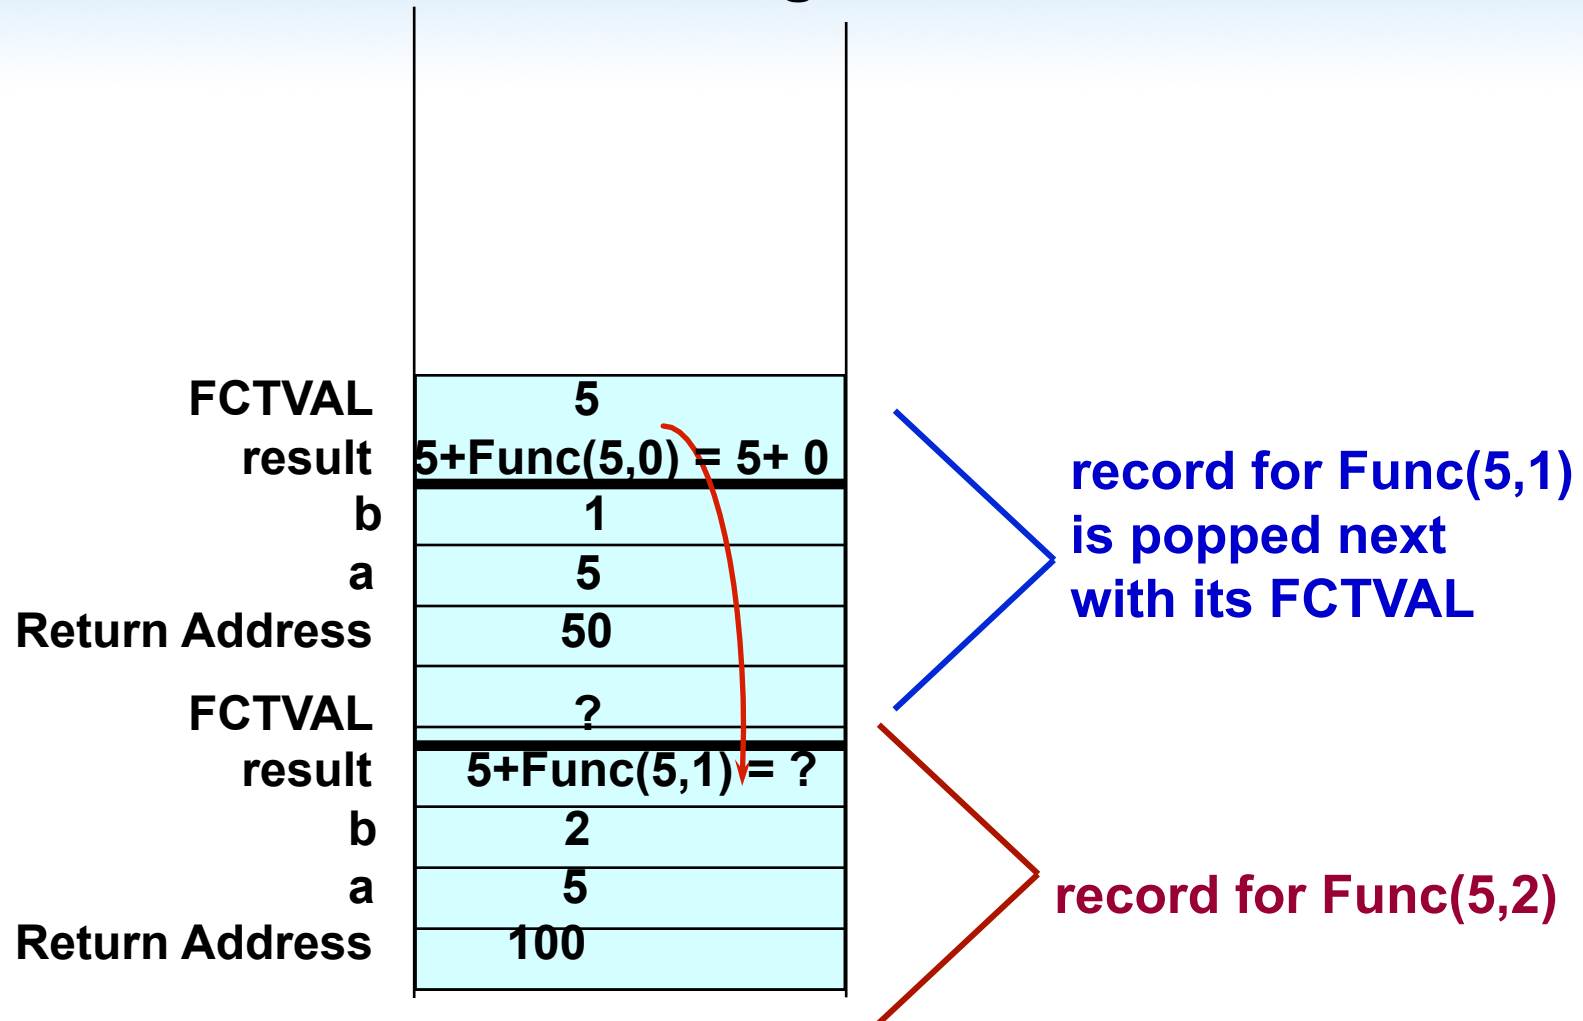 FCTVAL 5
result 5+Func(5,0) = 5+ 0
b 1
a 5
Return Address 50
FCTVAL ?
result 5+Func(5,1) = ?
b 2
a 5
Return Address 100
record for Func(5,1)
is popped next
with its FCTVAL
record for Func(5,2)